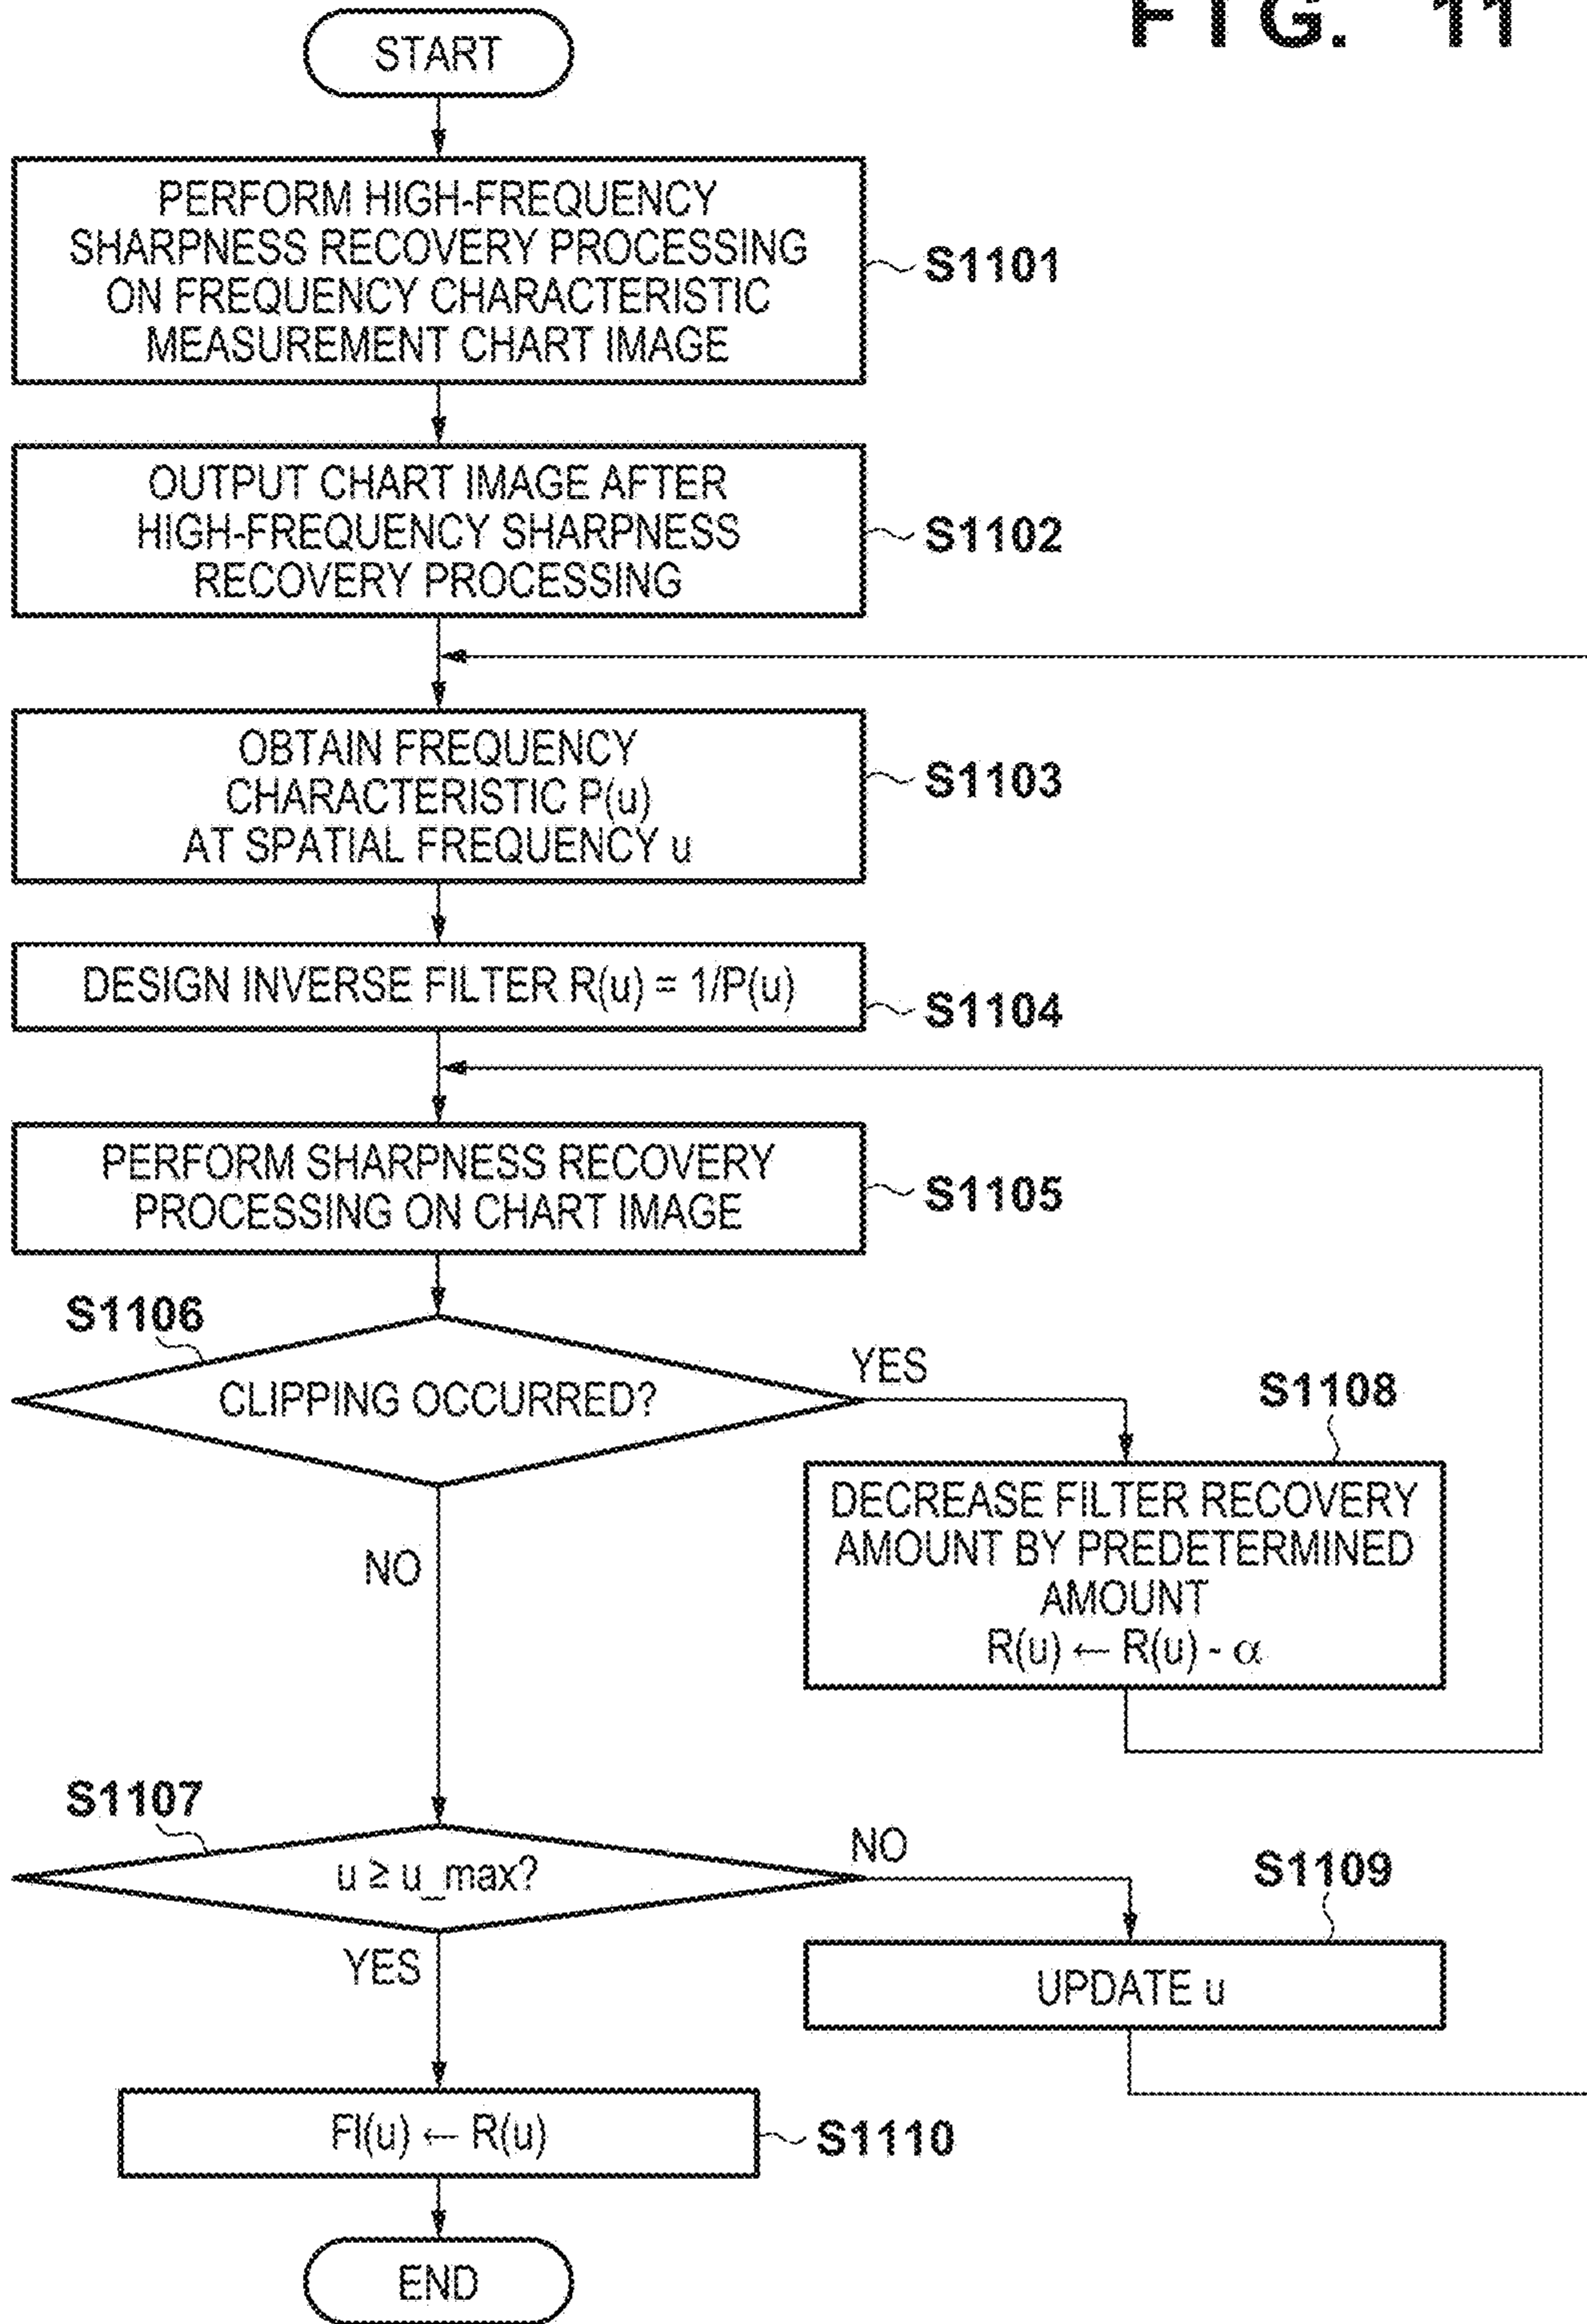 FIG. 11
START
PERFORM HIGH-FREQUENCY
SHARPNESS RECOVERY PROCESSING
ON FREQUENCY CHARACTERISTIC
MEASUREMENT CHART IMAGE
S1101
OUTPUT CHART IMAGE AFTER
HIGH-FREQUENCY SHARPNESS
RECOVERY PROCESSING
S1102
OBTAIN FREQUENCY
CHARACTERISTIC P(u)
AT SPATIAL FREQUENCY u
S1103
DESIGN INVERSE FILTER R(u) = 1/P(u)
S1104
PERFORM SHARPNESS RECOVERY
PROCESSING ON CHART IMAGE
S1105
S1106
CLIPPING OCCURRED?
YES
NO
S1108
DECREASE FILTER RECOVERY
AMOUNT BY PREDETERMINED
AMOUNT
R(u) ← R(u) - α
S1107
u ≥ u_max?
NO
YES
S1109
UPDATE u
FI(u) ← R(u)
S1110
END